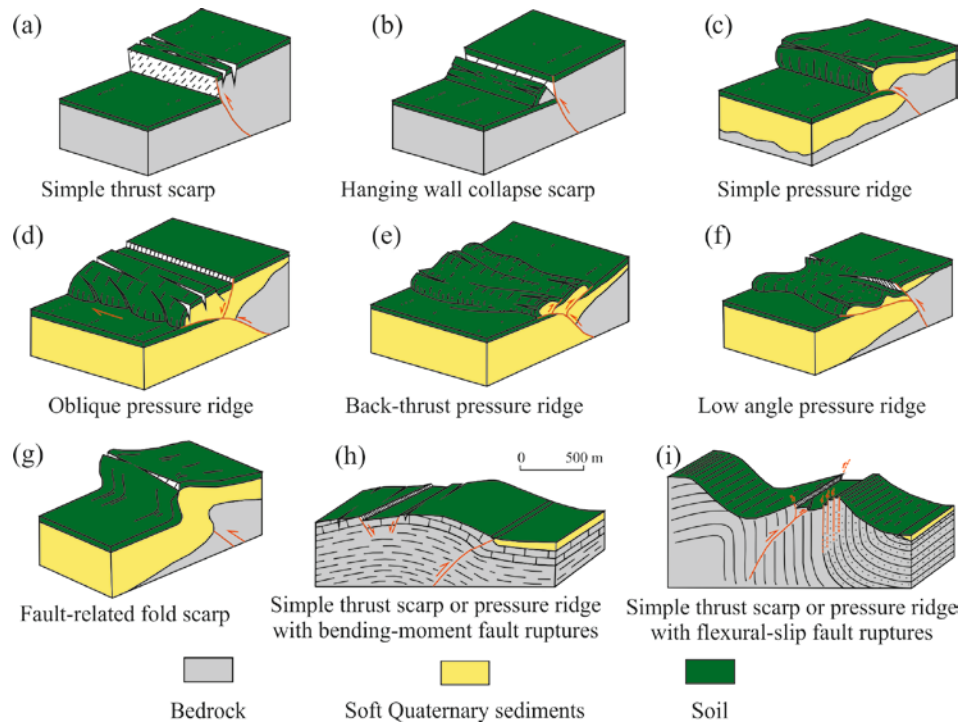 (a)
(b)
(c)
Simple thrust scarp
Hanging wall collapse scarp
Simple pressure ridge
(d)
(e)
(f)
Oblique pressure ridge
Back-thrust pressure ridge
Low angle pressure ridge
(g)
(h)
0 500 m
(i)
Fault-related fold scarp
Simple thrust scarp or pressure ridge
with bending-moment fault ruptures
Simple thrust scarp or pressure ridge
with flexural-slip fault ruptures
Bedrock
Soft Quaternary sediments
Soil